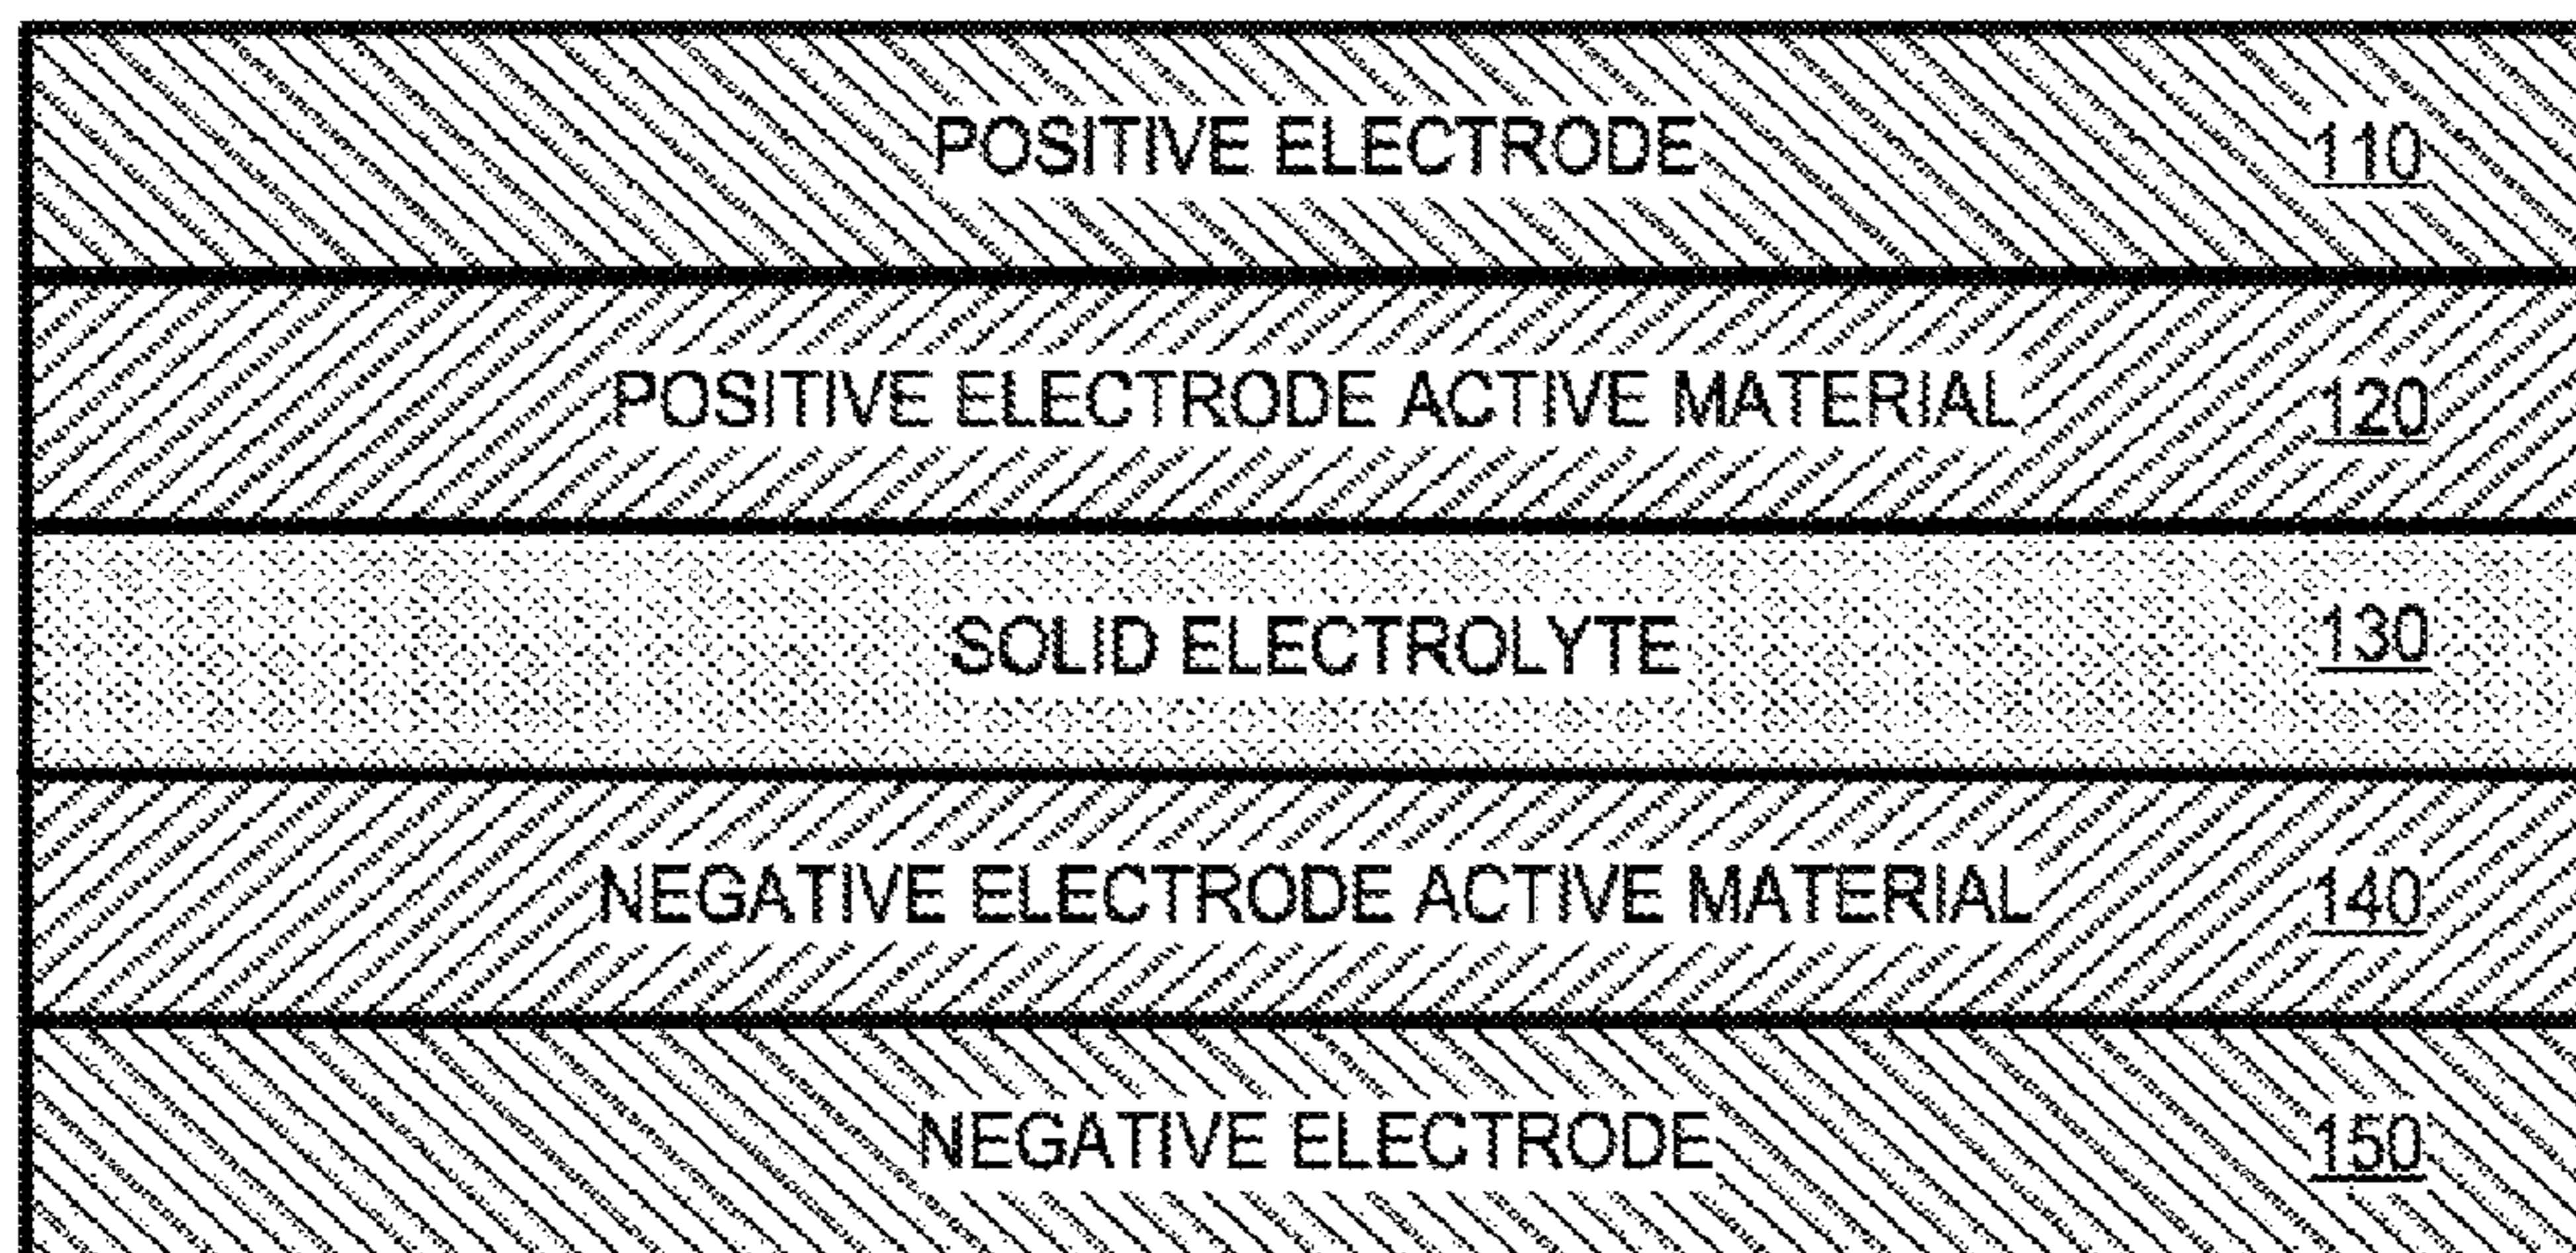 POSITIVE ELECTRODE 110
POSITIVE ELECTRODE ACTIVE MATERIAL 120
SOLID ELECTROLYTE 130
NEGATIVE ELECTRODE ACTIVE MATERIAL 140
NEGATIVE ELECTRODE 150